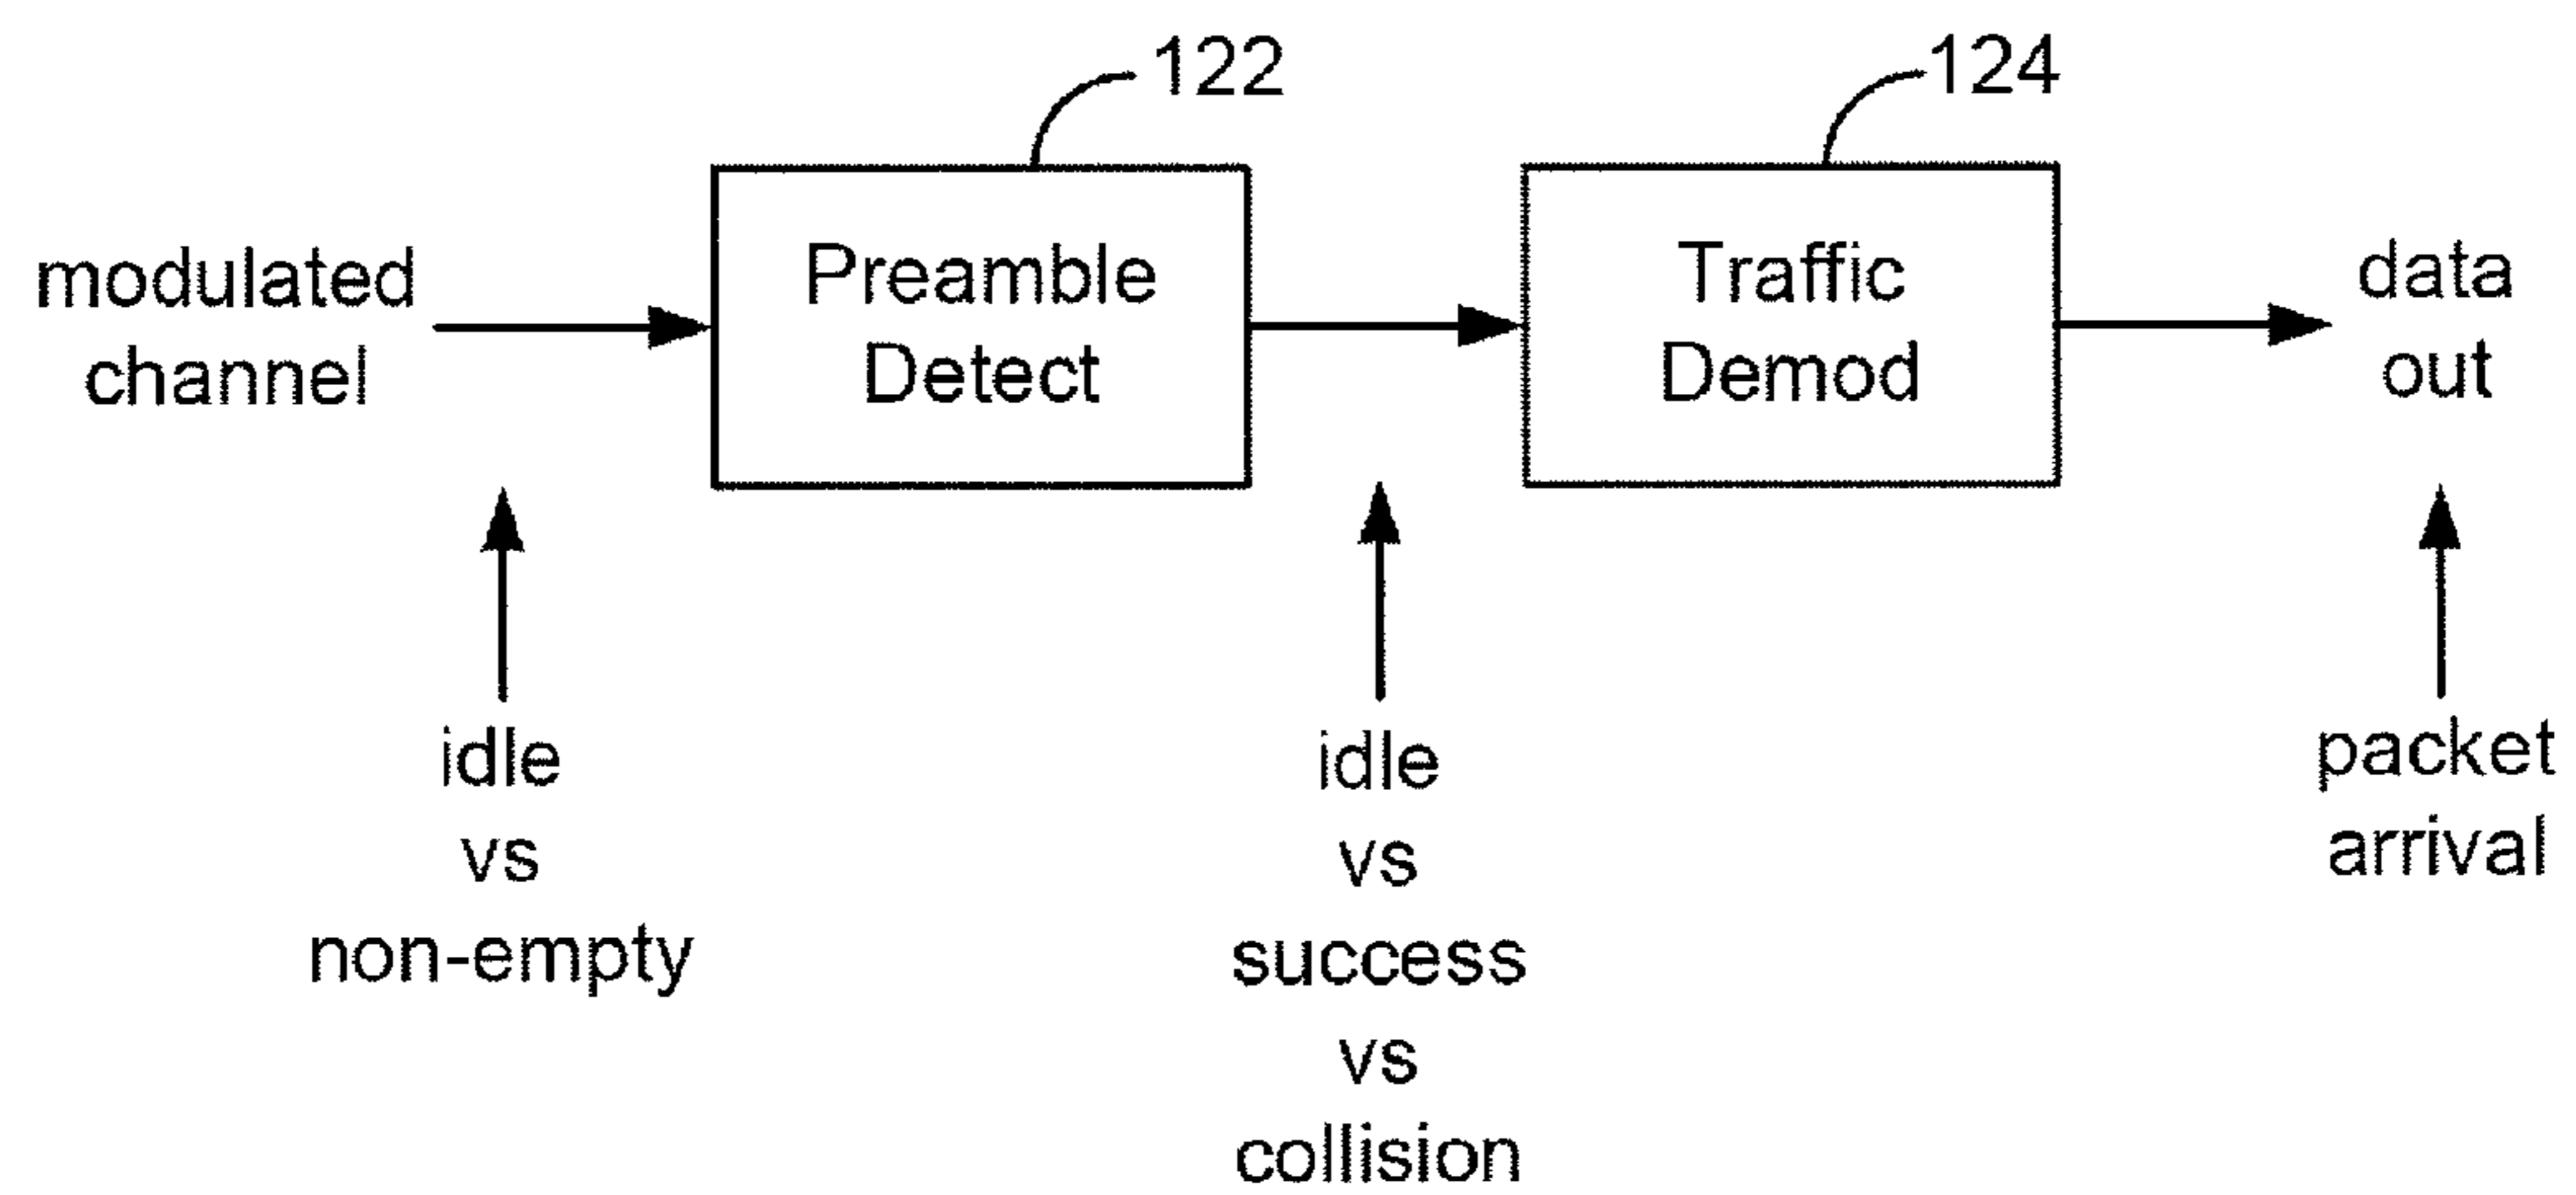 122
124
modulated
channel
Preamble
Detect
Traffic
Demod
data
out
idle
vs
non-empty
idle
vs
success
vs
collision
packet
arrival